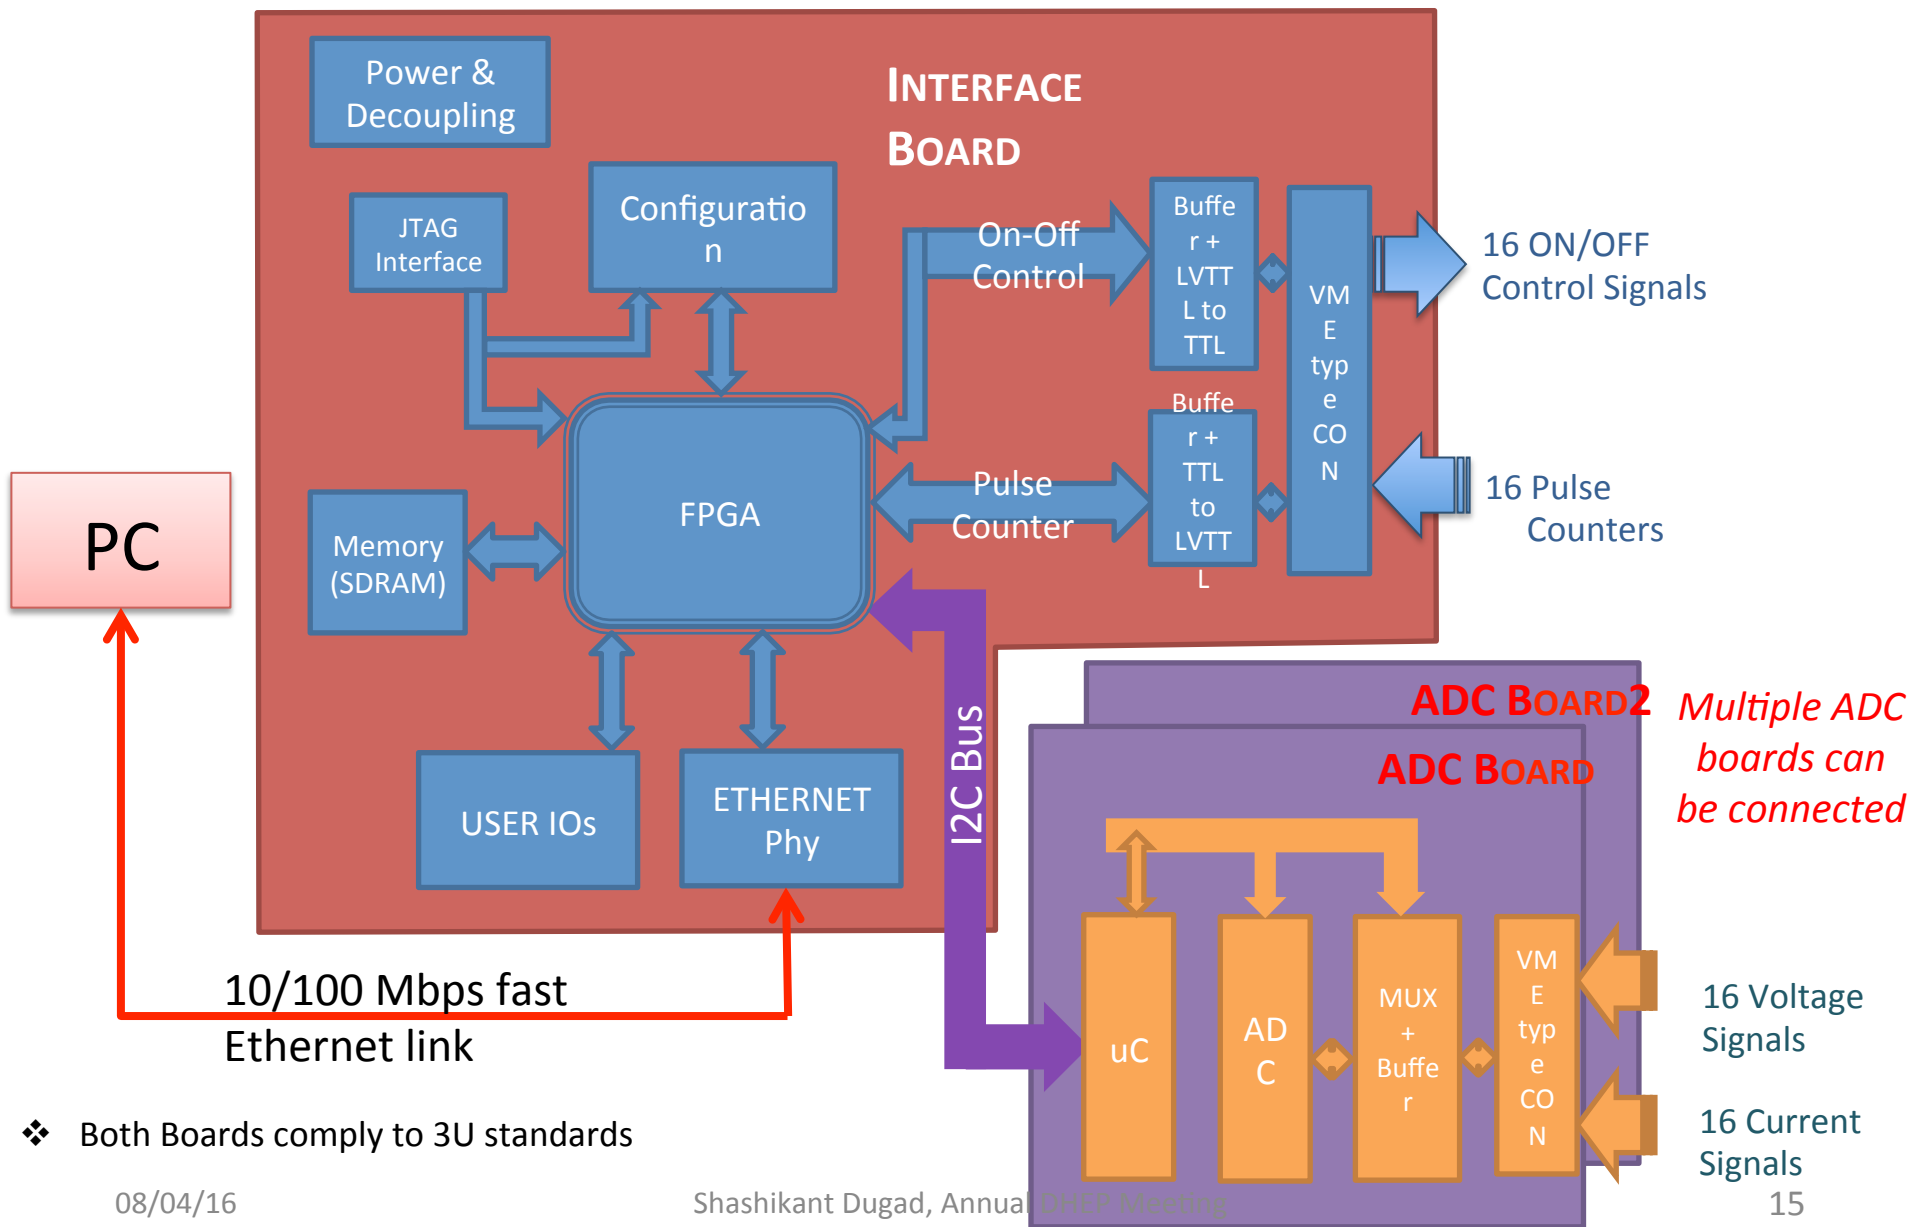 Power &
Decoupling
INTERFACE
BOARD
JTAG
Interface
Configuratio
n
On-Off
Control
Buffe
r +
LVTT
L to
TTL
VM
E
typ
e
CO
N
16 ON/OFF
Control Signals
Buffe
r +
TTL
to
LVTT
L
Pulse
Counter
16 Pulse
Counters
FPGA
PC
Memory
(SDRAM)
USER IOs
ETHERNET
Phy
I2C Bus
ADC BOARD2
ADC BOARD
Multiple ADC
boards can
be connected
uC
AD
C
MUX
+
Buffe
r
VM
E
typ
e
CO
N
16 Voltage
Signals
16 Current
Signals
10/100 Mbps fast
Ethernet link
❖ Both Boards comply to 3U standards
08/04/16
Shashikant Dugad, Annual DHEP Meeting
15